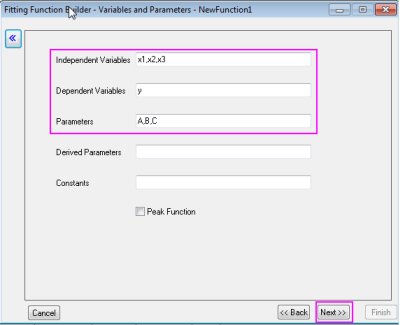 Fitting Function Builder - Variables and Parameters - NewFunction1
Independent Variables x1,x2,x3
Dependent Variables y
Parameters A,B,C
Derived Parameters
Constants
Peak Function
Cancel << Back Next >> Finish